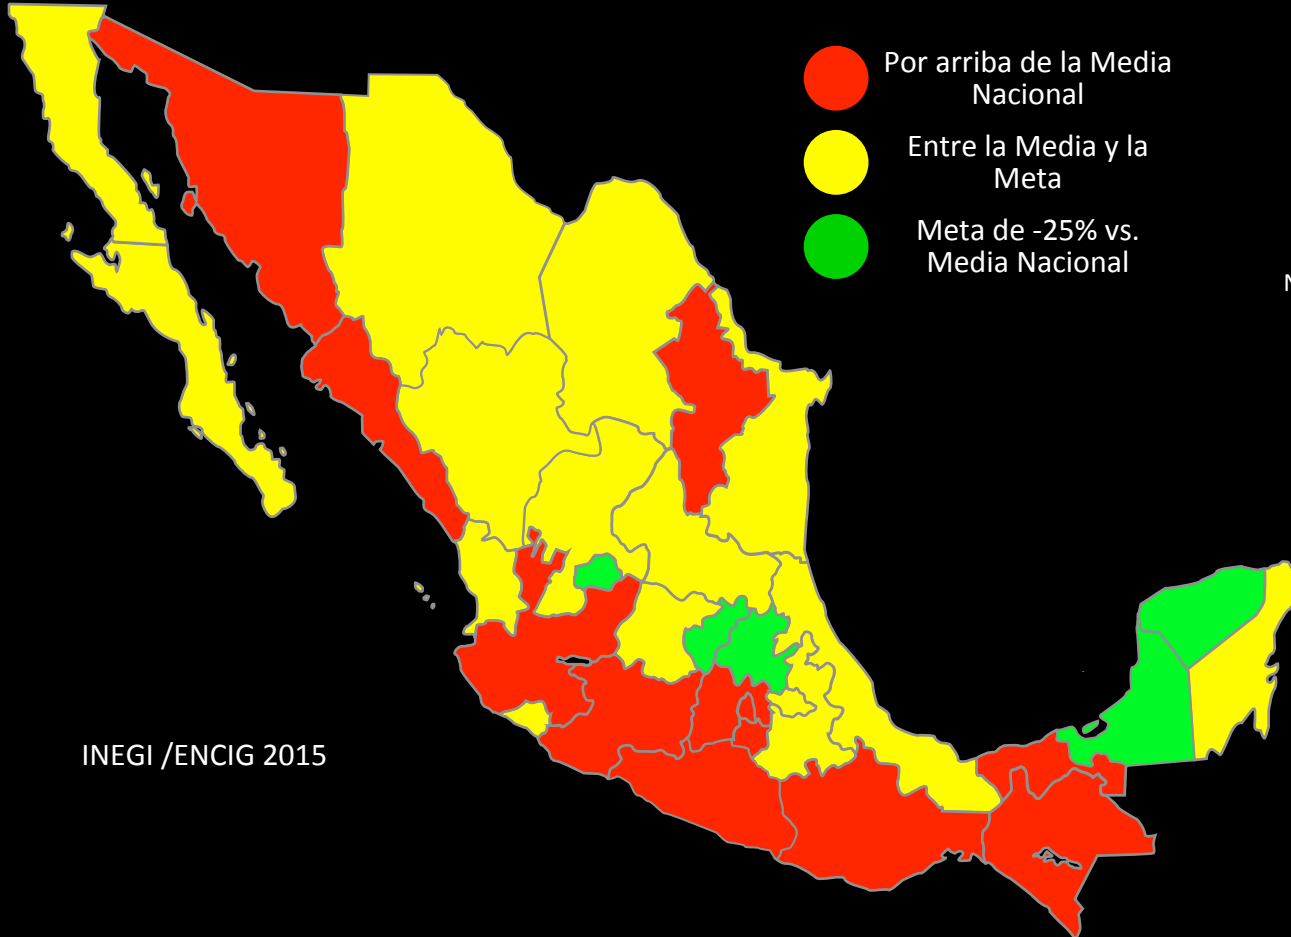 Por arriba de la Media
Nacional
Entre la Media y la
Meta
Meta de -25% vs.
Media Nacional
N
INEGI /ENCIG 2015